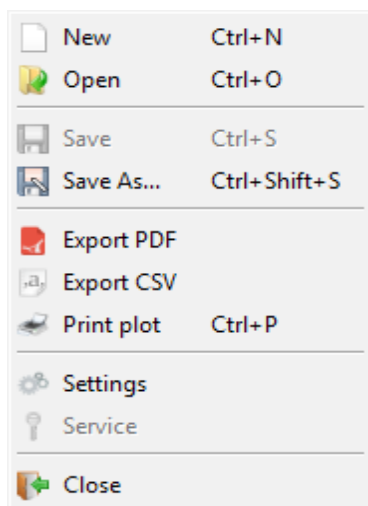 New Ctrl+N
Open Ctrl+O
Save Ctrl+S
Save As... Ctrl+Shift+S
Export PDF
,a, Export CSV
Print plot Ctrl+P
Settings
Service
Close